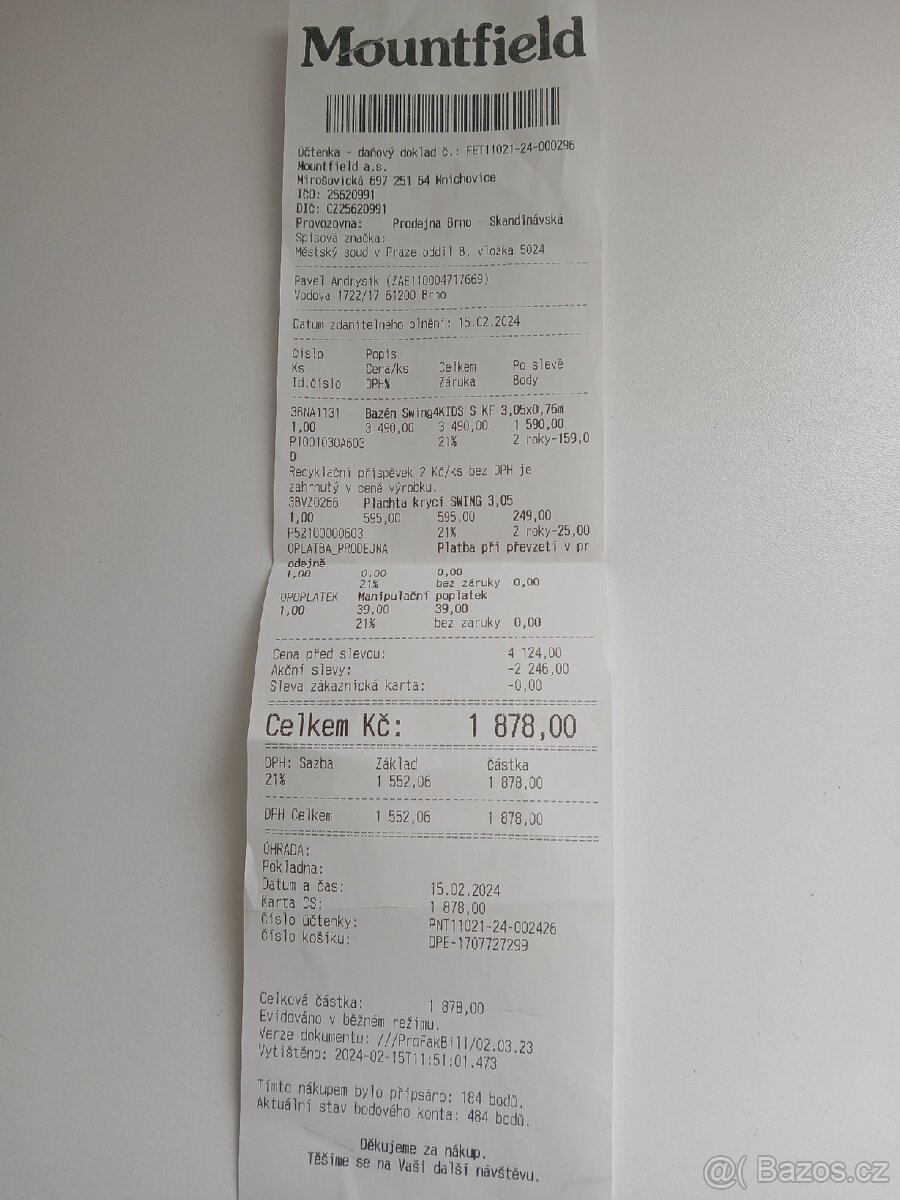 Mountfield
Účtenka - daňový doklad č.: FET11021-24-000296
Mountfield a.s.
Mirošovická 697 251 64 Mnichovice
IČO: 25620991
DIČ: CZ25620991
Provozovna: Prodejna Brno - Skandinávská
Spisová značka:
Městský soud v Praze oddíl B, vložka 5024
Pavel Andrysík (ZAE110004717669)
Vodova 1722/17 61200 Brno
Datum zdanitelného plnění: 15.02.2024
Číslo Popis
Ks Cena/ks Celkem Po slevě
Id.číslo DPH% Záruka Body
3BNA1131 Bazén Swing4KIDS S KF 3,05x0,76m
1,00 3 490,00 3 490,00 1 590,00
P1001030A603 21% 2 roky-159,0
0
Recyklační příspěvek 2 Kč/ks bez DPH je
zahrnutý v ceně výrobku.
3BVZ0266 Plachta krycí SWING 3,05
1,00 595,00 595,00 249,00
P52100000603 21% 2 roky-25,00
OPLATBA_PRODEJNA Platba při převzetí v pr
odejně
1,00 0,00 0,00
21% bez záruky 0,00
OPOPLATEK Manipulační poplatek
1,00 39,00 39,00
21% bez záruky 0,00
Cena před slevou: 4 124,00
Akční slevy: -2 246,00
Sleva zákaznická karta: -0,00
Celkem Kč: 1 878,00
DPH: Sazba Základ Částka
21% 1 552,06 1 878,00
DPH Celkem 1 552,06 1 878,00
ÚHRADA:
Pokladna:
Datum a čas: 15.02.2024
Karta CS: 1 878,00
Číslo účtenky: PNT11021-24-002426
Číslo košíku: OPE-1707727299
Celková částka: 1 878,00
Evidováno v běžném režimu.
Verze dokumentu: ///ProFakBill/02.03.23
Vytištěno: 2024-02-15T11:51:01.473
Tímto nákupem bylo připsáno: 184 bodů.
Aktuální stav bodového konta: 484 bodů.
Děkujeme za nákup.
Těšíme se na Vaši další návštěvu.
@( Bazos.cz